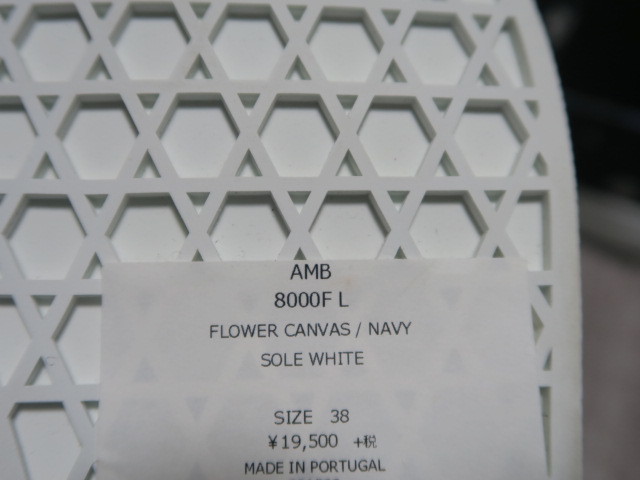 AMB
8000F L
FLOWER CANVAS / NAVY
SOLE WHITE
SIZE 38
¥19,500 +税
MADE IN PORTUGAL